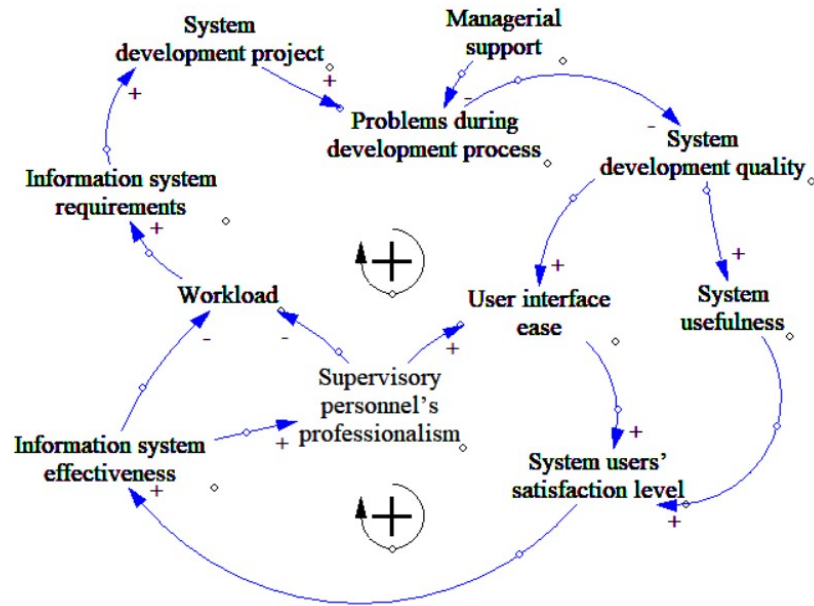 System
development project
Managerial
support
+
+
-
Problems during
development process
-
System
development quality
Information system
requirements
+
+
+
+
Workload
User interface
ease
System
usefulness
-
-
+
Supervisory
personnel's
professionalism
Information system
effectiveness
+
+
+
System users'
satisfaction level
+
+